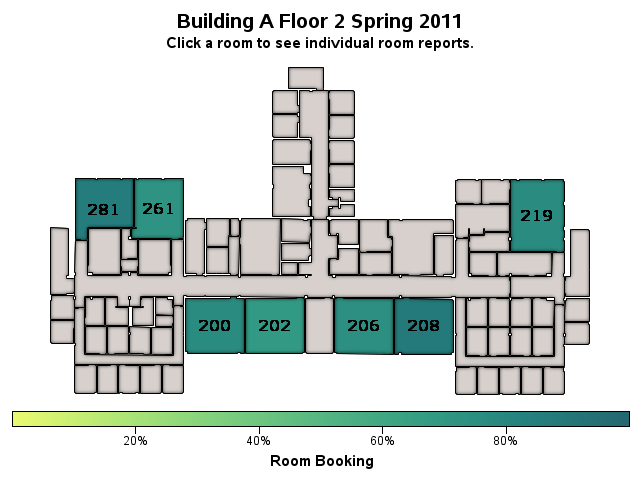 Building A Floor 2 Spring 2011
Click a room to see individual room reports.
281 261
219
200 202 206 208
20% 40% 60% 80%
Room Booking